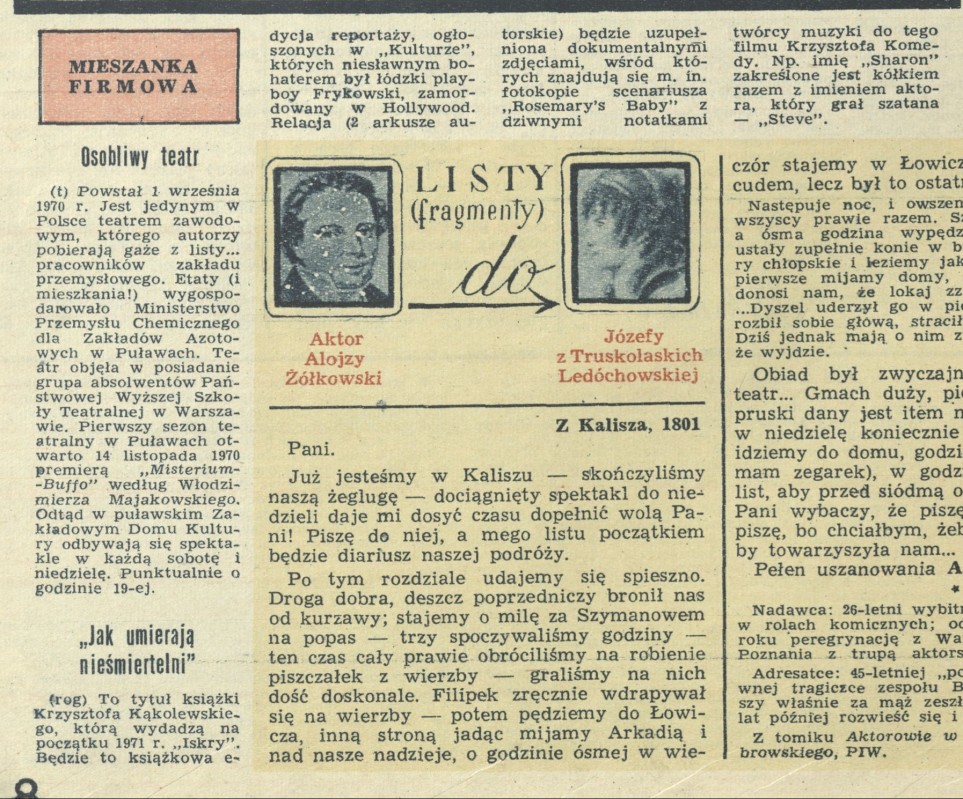 MIESZANKA
FIRMOWA
Osobliwy teatr
(t) Powstał 1 września
1970 r. Jest jedynym w
Polsce teatrem zawodo-
wym, którego autorzy
pobierają gaże z listy...
pracowników zakładu
przemysłowego. Etaty (i
mieszkania!) wygospo-
darowało Ministerstwo
Przemysłu Chemicznego
dla Zakładów Azoto-
wych w Puławach. Te-
atr objęła w posiadanie
grupa absolwentów Pań-
stwowej Wyższej Szko-
ły Teatralnej w Warsza-
wie. Pierwszy sezon te-
atralny w Puławach ot-
warto 14 listopada 1970
premierą „Misterium-
-Buffo" według Włodzi-
mierza Majakowskiego.
Odtąd w puławskim Za-
kładowym Domu Kultu-
ry odbywają się spekta-
kle w każdą sobotę i
niedzielę. Punktualnie o
godzinie 19-ej.
„Jak umierają
nieśmiertelni"
(rog) To tytuł książki
Krzysztofa Kąkolewskie-
go, którą wydadzą na
początku 1971 r. „Iskry".
Będzie to książkowa e-
dycja reportaży, ogło-
szonych w „Kulturze",
których niesławnym bo-
haterem był łódzki play-
boy Frykowski, zamor-
dowany w Hollywood.
Relacja (2 arkusze au-
torskie) będzie uzupeł-
niona dokumentalnymi
zdjęciami, wśród któ-
rych znajdują się m. in.
fotokopie scenariusza
„Rosemary's Baby" z
dziwnymi notatkami
twórcy muzyki do tego
filmu Krzysztofa Kome-
dy. Np. imię „Sharon"
zakreślone jest kółkiem
razem z imieniem akto-
ra, który grał szatana
— „Steve".
LISTY
(fragmenty)
do
Aktor
Alojzy
Żółkowski
Józefy
z Truskolaskich
Ledóchowskiej
Z Kalisza, 1801
Pani.
Już jesteśmy w Kaliszu — skończyliśmy
naszą żeglugę — dociągnięty spektakl do nie-
dzieli daje mi dosyć czasu dopełnić wolą Pa-
ni! Piszę do niej, a mego listu początkiem
będzie diariusz naszej podróży.
Po tym rozdziale udajemy się spieszno.
Droga dobra, deszcz poprzedniczy bronił nas
od kurzawy; stajemy o milę za Szymanowem
na popas — trzy spoczywaliśmy godziny —
ten czas cały prawie obróciliśmy na robienie
piszczałek z wierzby — graliśmy na nich
dość doskonale. Filipek zręcznie wdrapywał
się na wierzby — potem pędziemy do Łowi-
cza, inną stroną jadąc mijamy Arkadią i
nad nasze nadzieje, o godzinie ósmej w wie-
czór stajemy w Łowicz
cudem, lecz był to ostatn
Następuje noc, i owszem
wszyscy prawie razem. Sz
a ósma godzina wypędz
ustały zupełnie konie w b
ry chłopskie i leziemy jak
pierwsze mijamy domy,
donosi nam, że lokaj zz
...Dyszel uderzył go w pie
rozbił sobie głową, stracił
Dziś jednak mają o nim z
że wyjdzie.
Obiad był zwyczajn
teatr... Gmach duży, pię
pruski dany jest item n
w niedzielę koniecznie
idziemy do domu, godzi
mam zegarek), w godz
list, aby przed siódmą o
Pani wybaczy, że piszę
piszę, bo chciałbym, żeb
by towarzyszyła nam...
Pełen uszanowania A
*
Nadawca: 26-letni wybitn
w rolach komicznych; od
roku peregrynację z Wa
Poznania z trupą aktors
Adresatce: 45-letniej „po
wnej tragiczce zespołu B
szy właśnie za mąż zeszł
lat później rozwieść się i
Z tomiku Aktorowie w
browskiego, PIW.
8